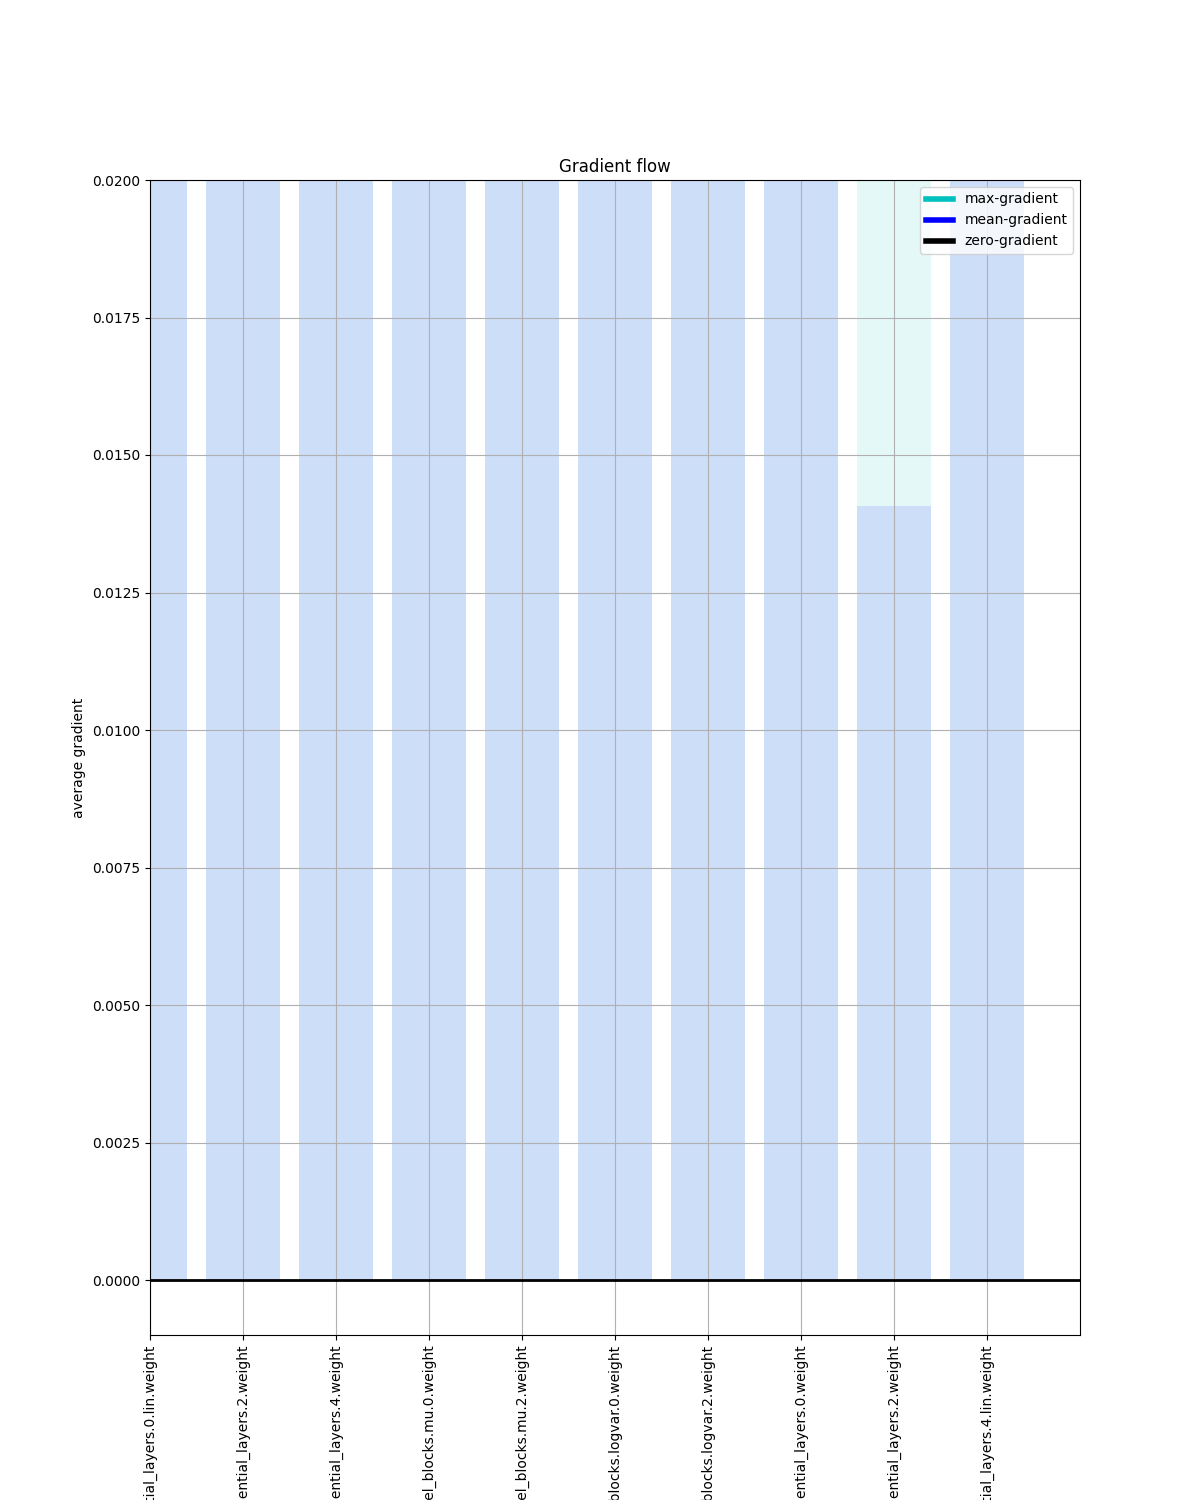 Gradient flow
max-gradient
mean-gradient
zero-gradient
0.0200
0.0175
0.0150
0.0125
0.0100
0.0075
0.0050
0.0025
0.0000
average gradient
tial_layers.0.lin.weight
ential_layers.2.weight
ential_layers.4.weight
el_blocks.mu.0.weight
el_blocks.mu.2.weight
blocks.logvar.0.weight
blocks.logvar.2.weight
ential_layers.0.weight
ential_layers.2.weight
tial_layers.4.lin.weight